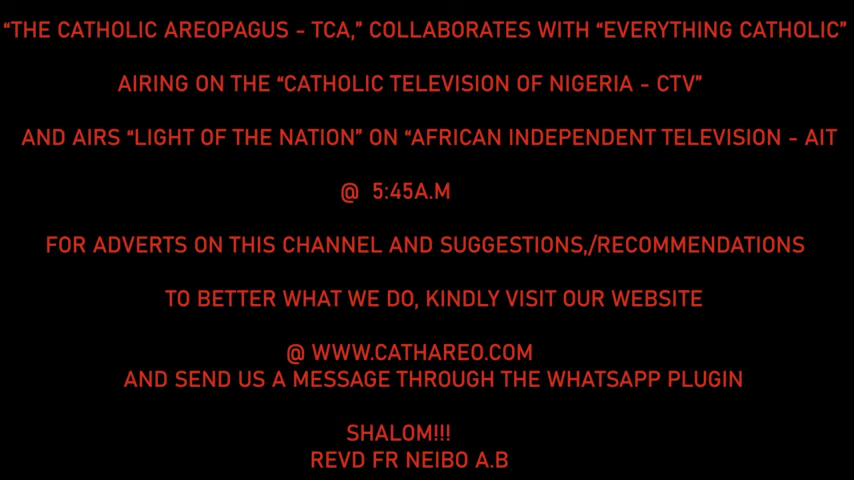 “THE CATHOLIC AREOPAGUS - TCA,” COLLABORATES WITH “EVERYTHING CATHOLIC”
AIRING ON THE “CATHOLIC TELEVISION OF NIGERIA - CTV”
AND AIRS “LIGHT OF THE NATION” ON “AFRICAN INDEPENDENT TELEVISION - AIT
@ 5:45A.M
FOR ADVERTS ON THIS CHANNEL AND SUGGESTIONS,/RECOMMENDATIONS
TO BETTER WHAT WE DO, KINDLY VISIT OUR WEBSITE
@ WWW.CATHAREO.COM
AND SEND US A MESSAGE THROUGH THE WHATSAPP PLUGIN
SHALOM!!!
REVD FR NEIBO A.B